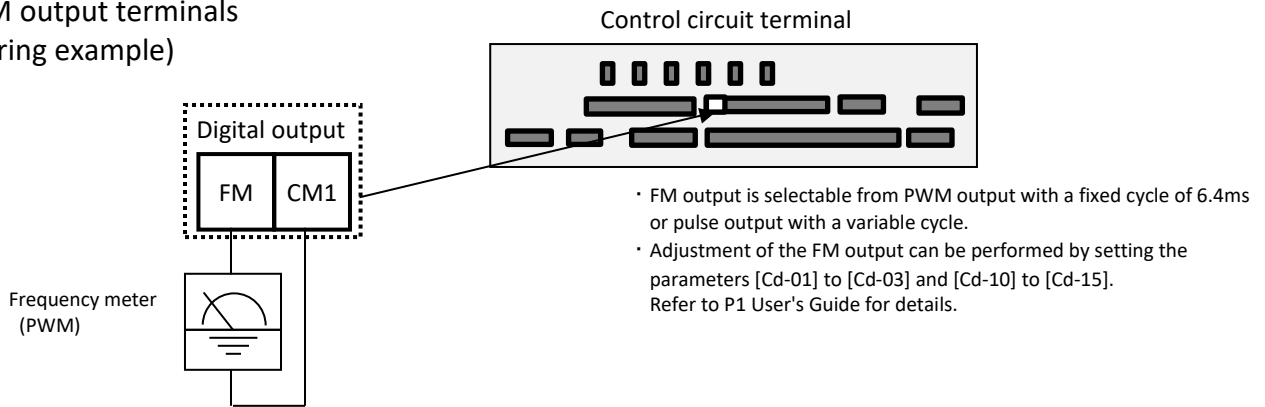 output terminals
example)
Control circuit terminal
Digital output
FM CM1
Frequency meter
(PWM)
・FM output is selectable from PWM output with a fixed cycle of 6.4ms
or pulse output with a variable cycle.
・Adjustment of the FM output can be performed by setting the
parameters [Cd-01] to [Cd-03] and [Cd-10] to [Cd-15].
Refer to P1 User's Guide for details.